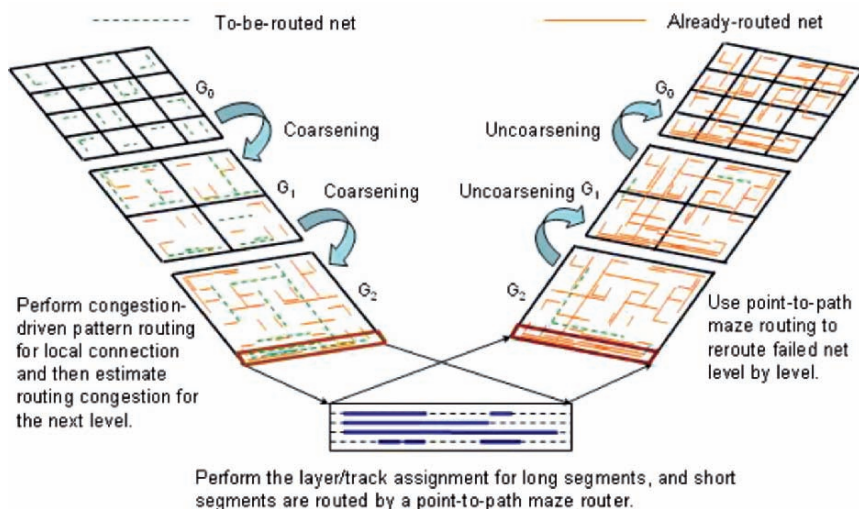 To-be-routed net
Already-routed net
G0
Coarsening
Uncoarsening
G0
G1
Coarsening
Uncoarsening
G1
G2
G2
Perform congestion-
driven pattern routing
for local connection
and then estimate
routing congestion for
the next level.
Use point-to-path
maze routing to
reroute failed net
level by level.
Perform the layer/track assignment for long segments, and short
segments are routed by a point-to-path maze router.